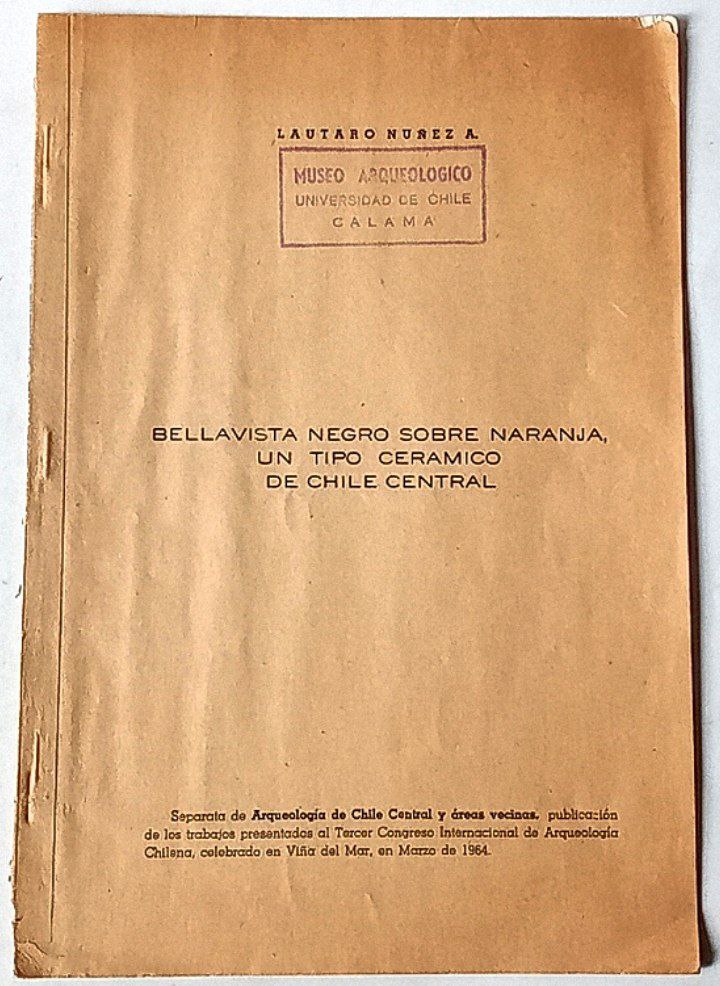 LAUTARO NUÑEZ A.
MUSEO ARQUEOLOGICO
UNIVERSIDAD DE CHILE
CALAMA
BELLAVISTA NEGRO SOBRE NARANJA,
UN TIPO CERAMICO
DE CHILE CENTRAL
Separata de Arqueología de Chile Central y áreas vecinas, publicación
de los trabajos presentados al Tercer Congreso Internacional de Arqueología
Chilena, celebrado en Viña del Mar, en Marzo de 1964.